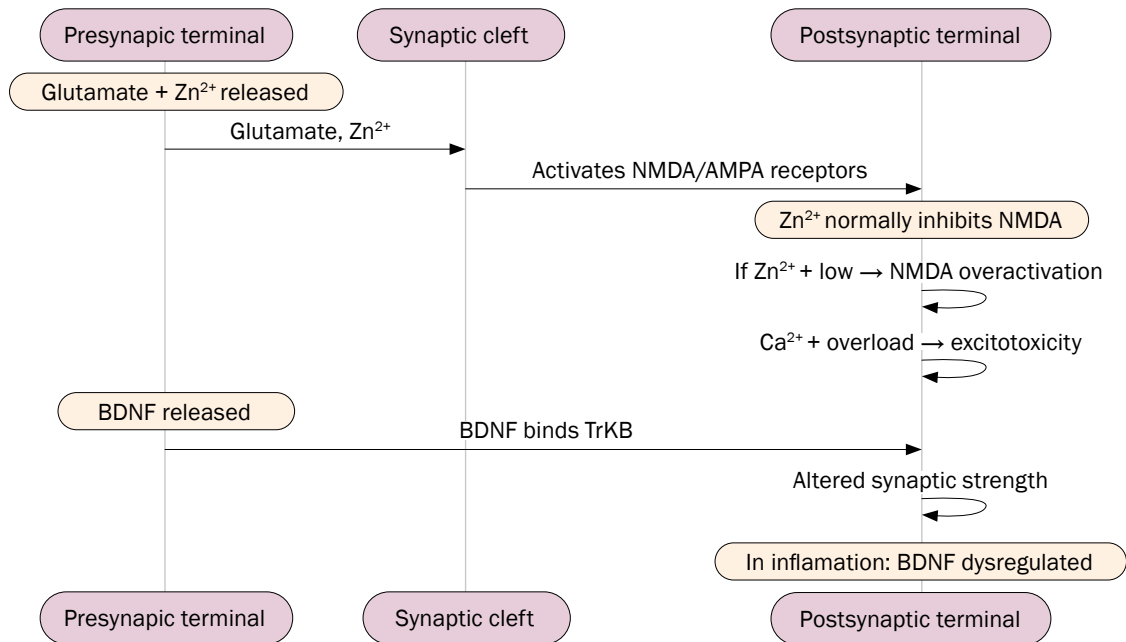 Presynapic terminal
Synaptic cleft
Postsynaptic terminal
Glutamate + Zn²⁺ released
Glutamate, Zn²⁺
Activates NMDA/AMPA receptors
Zn²⁺ normally inhibits NMDA
If Zn²⁺ + low → NMDA overactivation
Ca²⁺ + overload → excitotoxicity
BDNF released
BDNF binds TrKB
Altered synaptic strength
In inflamation: BDNF dysregulated
Presynaptic terminal
Synaptic cleft
Postsynaptic terminal